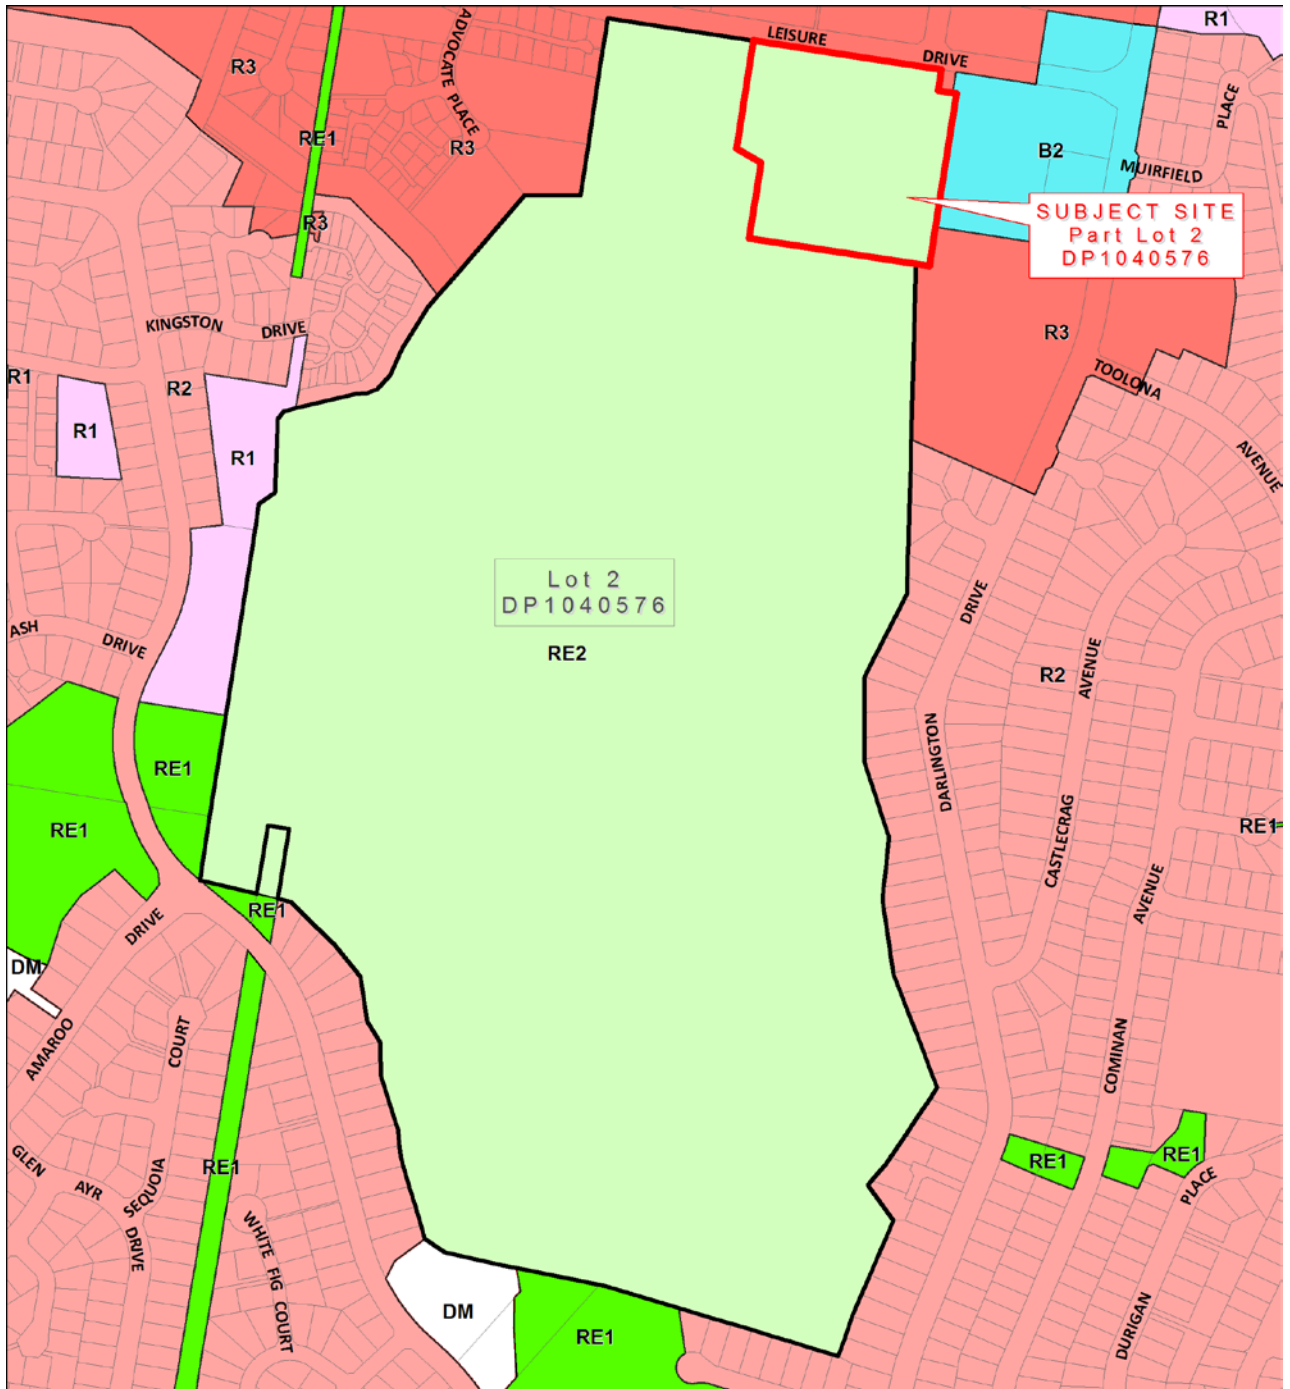 LEISURE
DRIVE
R1
ADVOCATE PLACE
R3
RE1
R3
B2
PLACE
MUIRFIELD
SUBJECT SITE
Part Lot 2
DP1040576
R3
KINGSTON DRIVE
R3
R1
R2
R1
R1
TOOLONA
AVENUE
Lot 2
DP1040576
RE2
ASH DRIVE
DRIVE
DARLINGTON
R2
AVENUE
CASTLECRAG
RE1
RE1
RE1
AVENUE
COMINAN
RE1
DRIVE
AMAROO
DM
COURT
SEQUOIA
RE1
GLEN AYR DRIVE
WHITE FIG COURT
RE1
RE1
PLACE
DURIGAN
DM
RE1